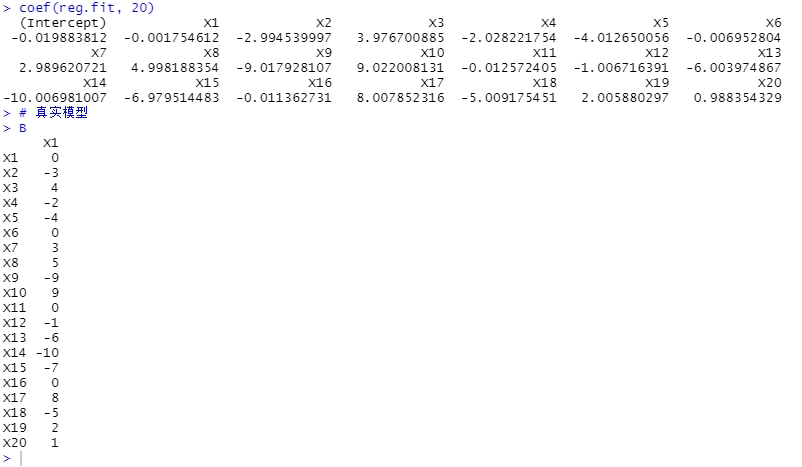 > coef(reg.fit, 20)
(Intercept) X1 X2 X3 X4 X5 X6
-0.019883812 -0.001754612 -2.994539997 3.976700885 -2.028221754 -4.012650056 -0.006952804
X7 X8 X9 X10 X11 X12 X13
2.989620721 4.998188354 -9.017928107 9.022008131 -0.012572405 -1.006716391 -6.003974867
X14 X15 X16 X17 X18 X19 X20
-10.006981007 -6.979514483 -0.011362731 8.007852316 -5.009175451 2.005880297 0.988354329
> # 真实模型
> B
X1
X1 0
X2 -3
X3 4
X4 -2
X5 -4
X6 0
X7 3
X8 5
X9 -9
X10 9
X11 0
X12 -1
X13 -6
X14 -10
X15 -7
X16 0
X17 8
X18 -5
X19 2
X20 1
>